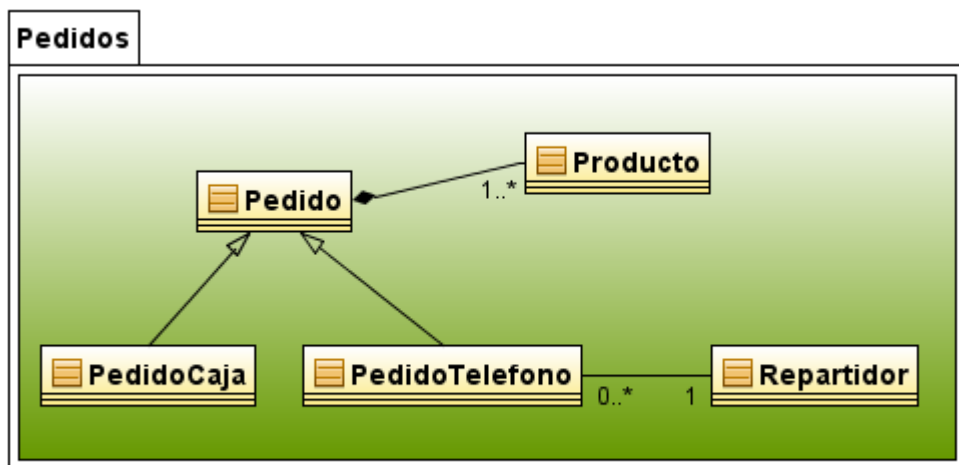 Pedidos
Producto
1..*
Pedido
PedidoCaja
PedidoTelefono
0..*
1
Repartidor